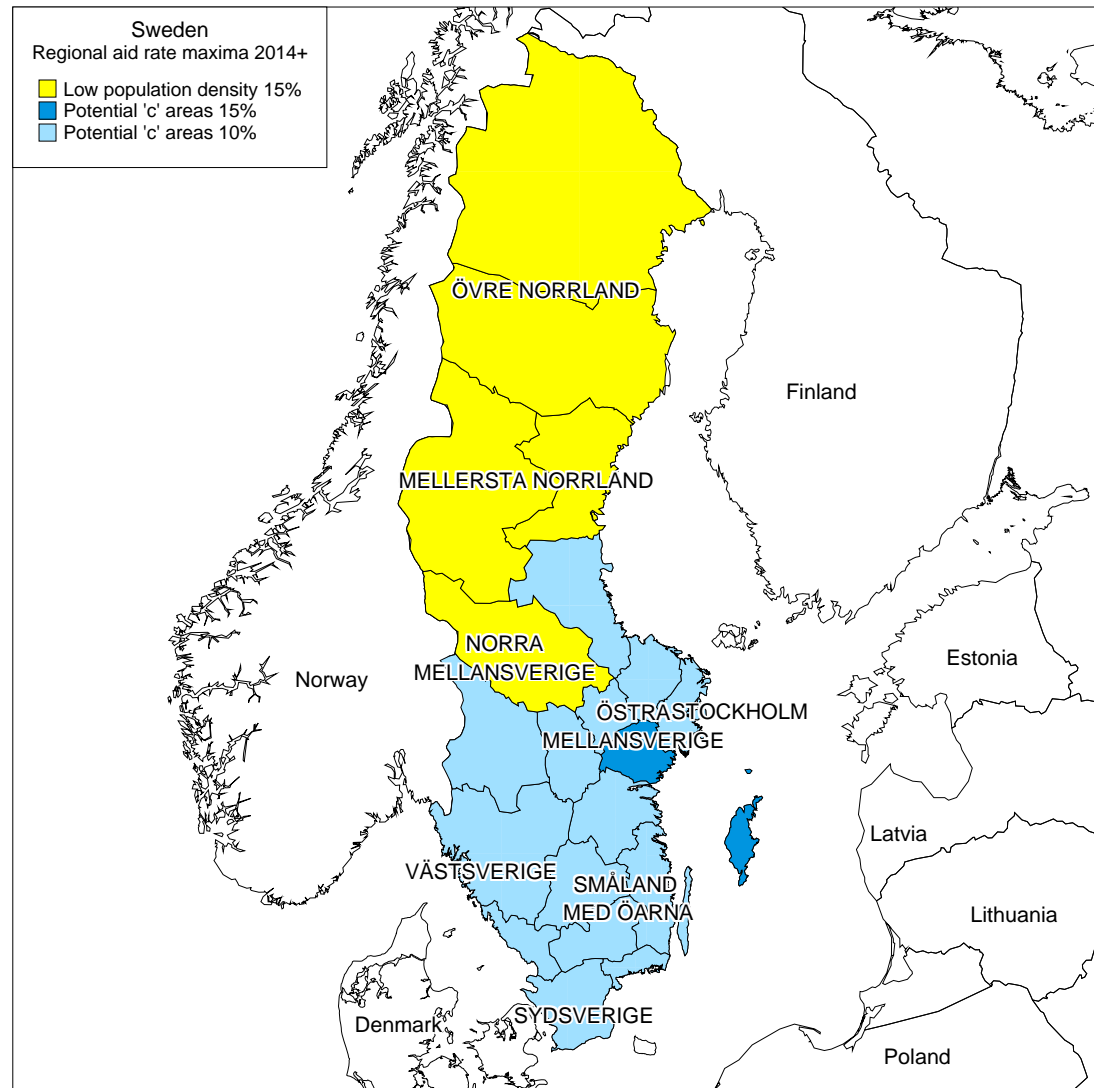 Sweden
Regional aid rate maxima 2014+
Low population density 15%
Potential 'c' areas 15%
Potential 'c' areas 10%
ÖVRE NORRLAND
Finland
MELLERSTA NORRLAND
NORRA
MELLANSVERIGE
Norway
Estonia
ÖSTRA
STOCKHOLM
MELLANSVERIGE
Latvia
VÄSTSVERIGE
SMÅLAND
MED ÖARNA
Lithuania
SYDSVERIGE
Denmark
Poland